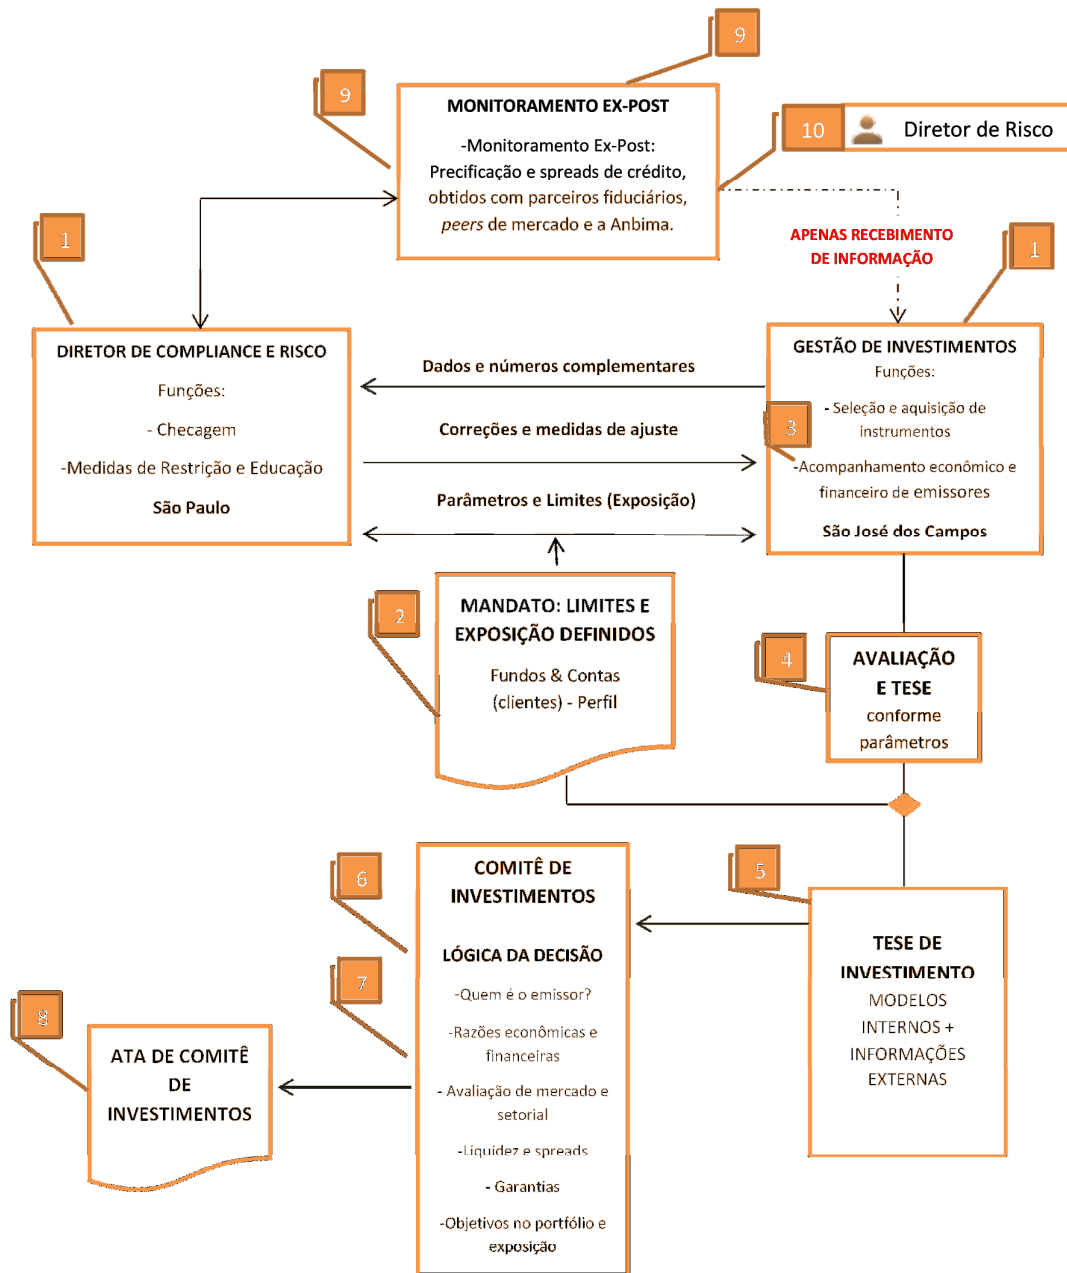 9
9
MONITORAMENTO EX-POST
-Monitoramento Ex-Post:
Precificação e spreads de crédito,
obtidos com parceiros fiduciários,
peers de mercado e a Anbima.
10
Diretor de Risco
APENAS RECEBIMENTO
DE INFORMAÇÃO
1
1
DIRETOR DE COMPLIANCE E RISCO
Funções:
- Checagem
-Medidas de Restrição e Educação
São Paulo
Dados e números complementares
Correções e medidas de ajuste
Parâmetros e Limites (Exposição)
GESTÃO DE INVESTIMENTOS
Funções:
- Seleção e aquisição de
instrumentos
3
-Acompanhamento econômico e
financeiro de emissores
São José dos Campos
2
MANDATO: LIMITES E
EXPOSIÇÃO DEFINIDOS
Fundos & Contas
(clientes) - Perfil
4
AVALIAÇÃO
E TESE
conforme
parâmetros
5
TESE DE
INVESTIMENTO
MODELOS
INTERNOS +
INFORMAÇÕES
EXTERNAS
6
COMITÊ DE
INVESTIMENTOS
7
LÓGICA DA DECISÃO
-Quem é o emissor?
-Razões econômicas e
financeiras
- Avaliação de mercado e
setorial
-Liquidez e spreads
- Garantias
-Objetivos no portfólio e
exposição
8
ATA DE COMITÊ
DE
INVESTIMENTOS